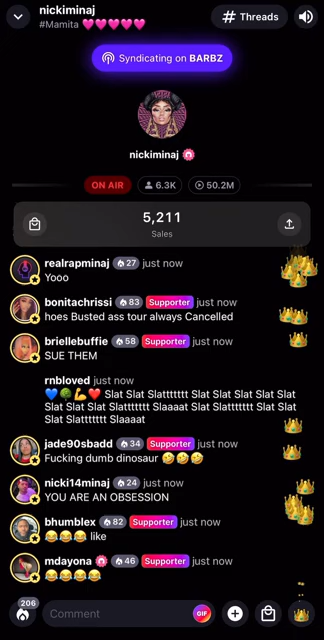 nickiminaj
#Mamita 💖💖💖💖💖
# Threads
Syndicating on BARBZ
nickiminaj
ON AIR 6.3K 50.2M
5,211
Sales
realrapminaj 27 just now
Yooo
bonitachrissi 83 Supporter just now
hoes Busted ass tour always Cancelled
briellebuffie 58 Supporter just now
SUE THEM
rnbloved just now
💙🌳💪❤️ Slat Slat Slattttttt Slat Slat Slat Slat Slat
Slat Slat Slat Slattttttt Slaaaat Slat Slattttttt Slat Slat
Slat Slattttttt Slaaaat
jade90sbadd 34 Supporter just now
Fucking dumb dinosaur 🤣🤣🤣
nicki14minaj 24 just now
YOU ARE AN OBSESSION
bhumblex 82 Supporter just now
😂😂😂 like
mdayona 46 Supporter just now
😂😂😂😂
206
Comment GIF